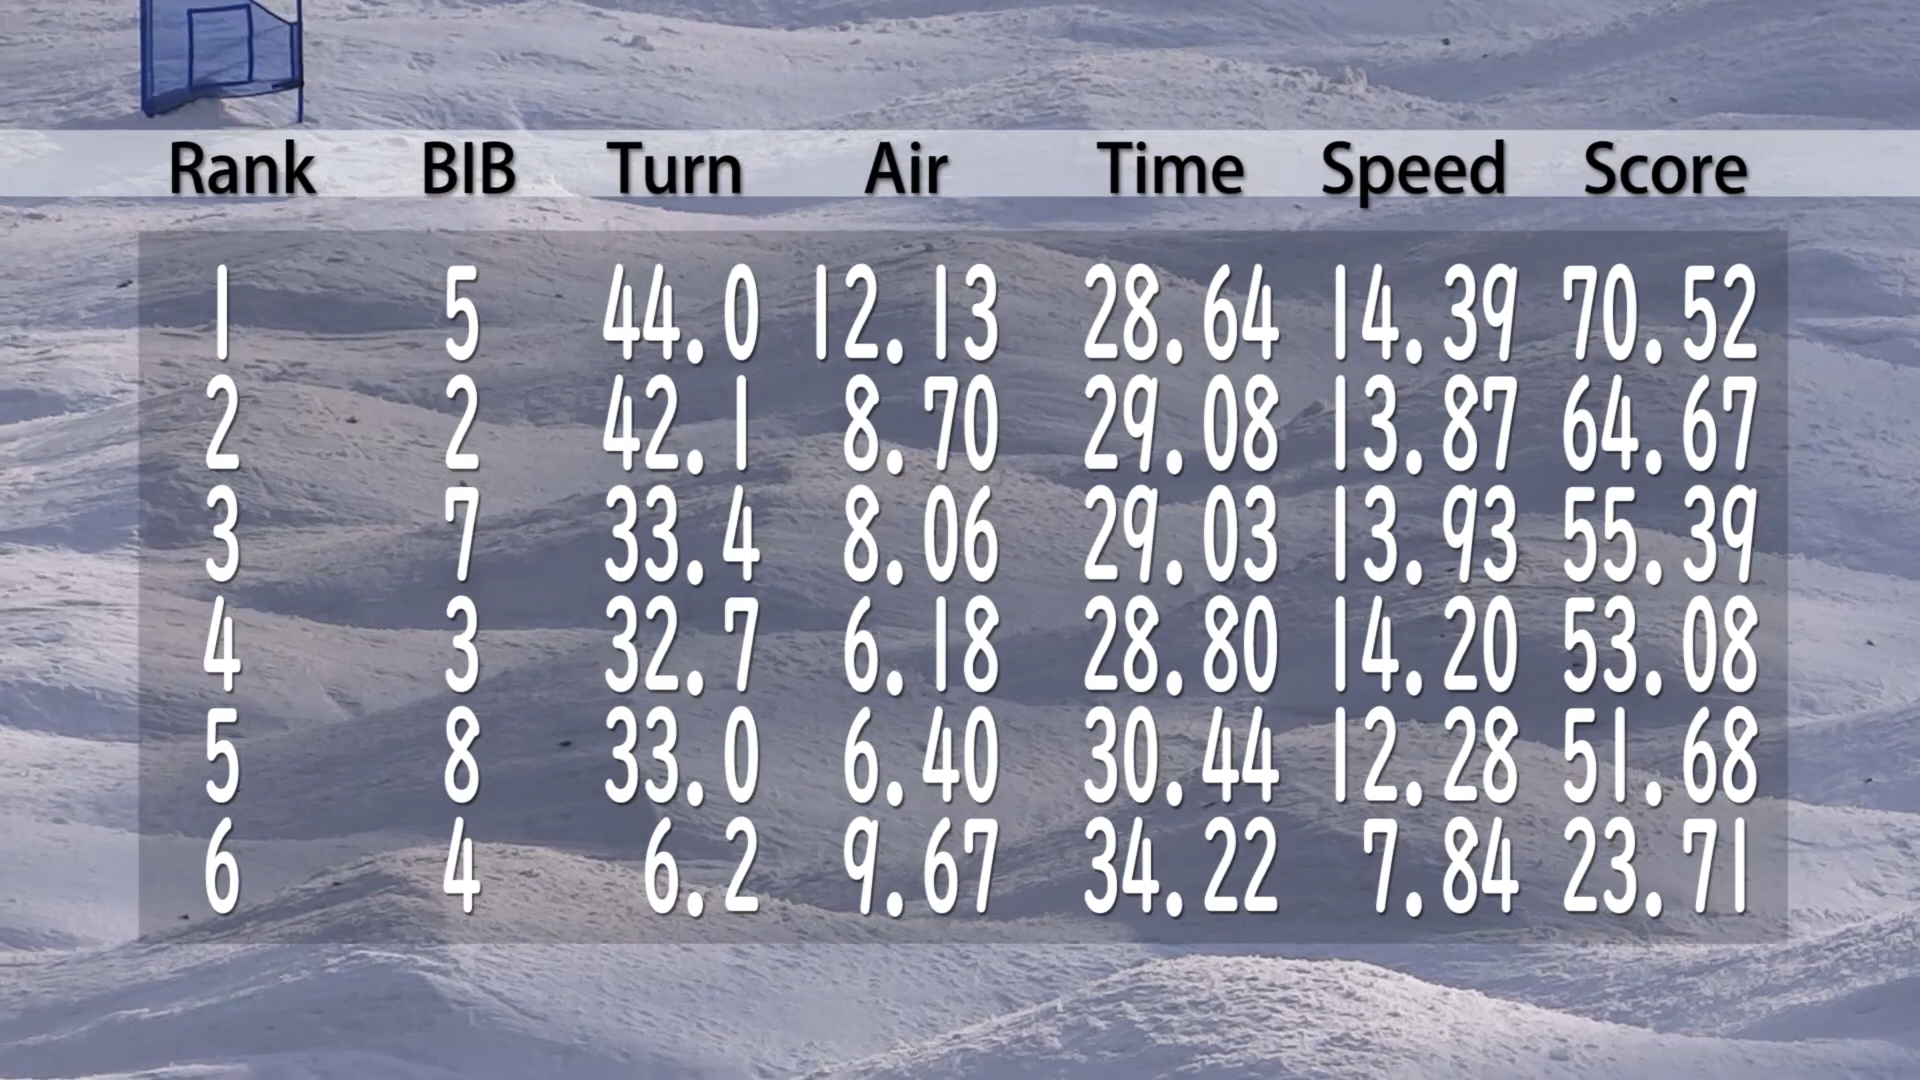 Rank BIB Turn Air Time Speed Score
1 5 44.0 12.13 28.64 14.39 70.52
2 2 42.1 8.70 29.08 13.87 64.67
3 7 33.4 8.06 29.03 13.93 55.39
4 3 32.7 6.18 28.80 14.20 53.08
5 8 33.0 6.40 30.44 12.28 51.68
6 4 6.2 9.67 34.22 7.84 23.71